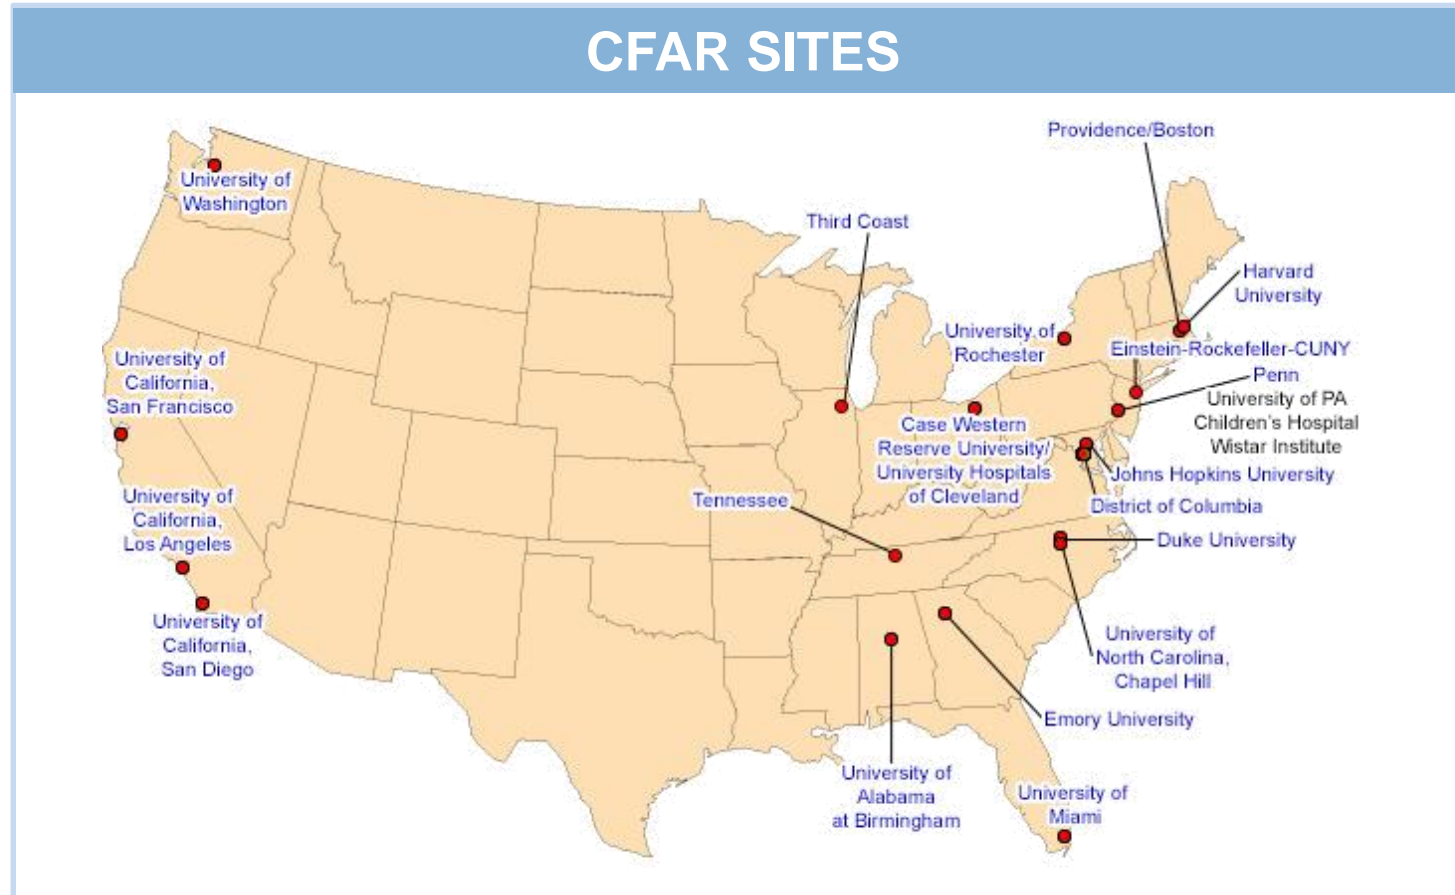 CFAR SITES
Providence/Boston
University of
Washington
Third Coast
Harvard
University
University of
Rochester
Einstein-Rockefeller-CUNY
University of
California,
San Francisco
Penn
University of PA
Children's Hospital
Wistar Institute
Case Western
Reserve University/
University Hospitals
of Cleveland
Johns Hopkins University
Tennessee
District of Columbia
University of
California,
Los Angeles
Duke University
University of
California,
San Diego
University of
North Carolina,
Chapel Hill
Emory University
University of
Alabama
at Birmingham
University of
Miami